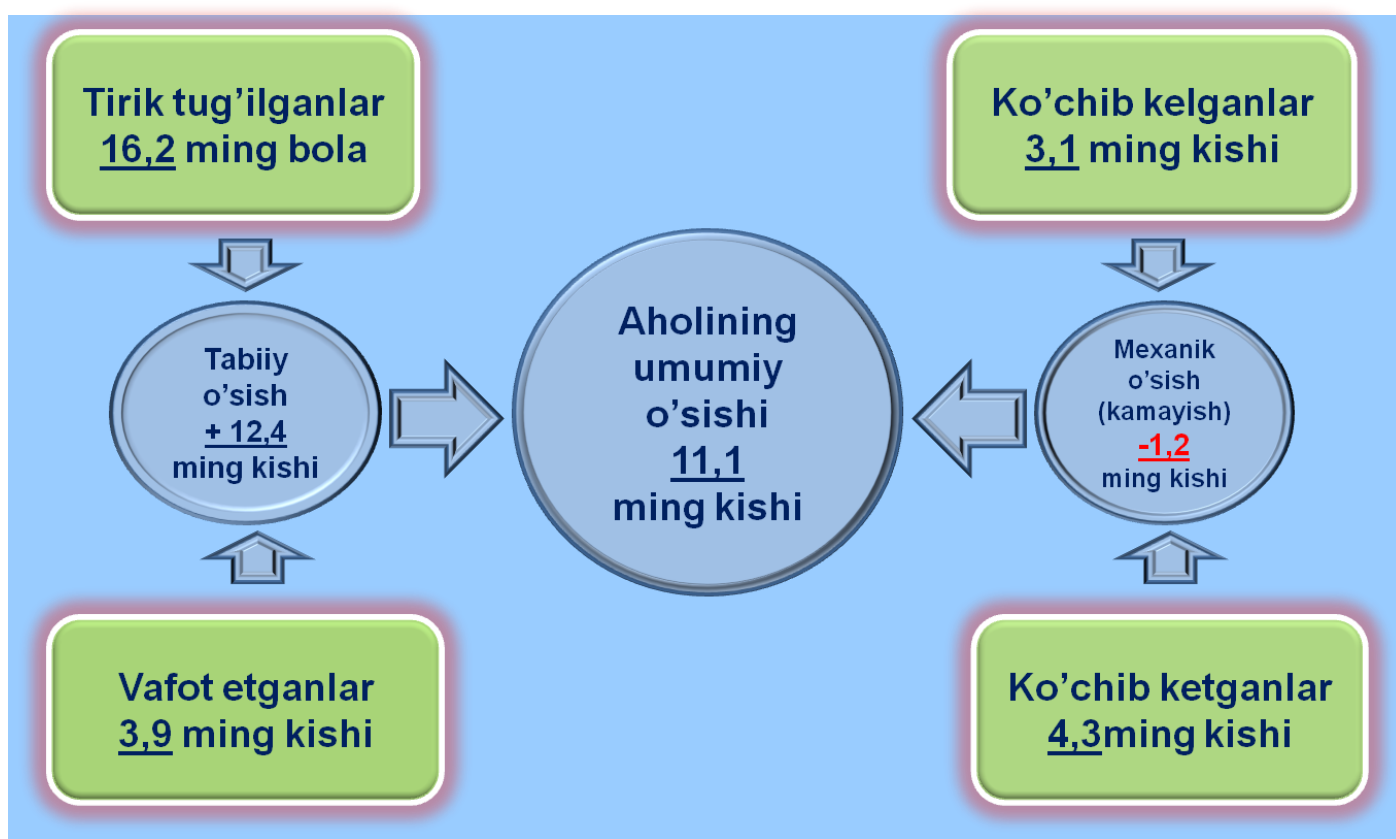 Tirik tug’ilganlar
16,2 ming bola
Ko’chib kelganlar
3,1 ming kishi
Tabiiy
o’sish
+ 12,4
ming kishi
Aholining
umumiy
o’sishi
11,1
ming kishi
Mexanik
o’sish
(kamayish)
-1,2
ming kishi
Vafot etganlar
3,9 ming kishi
Ko’chib ketganlar
4,3ming kishi